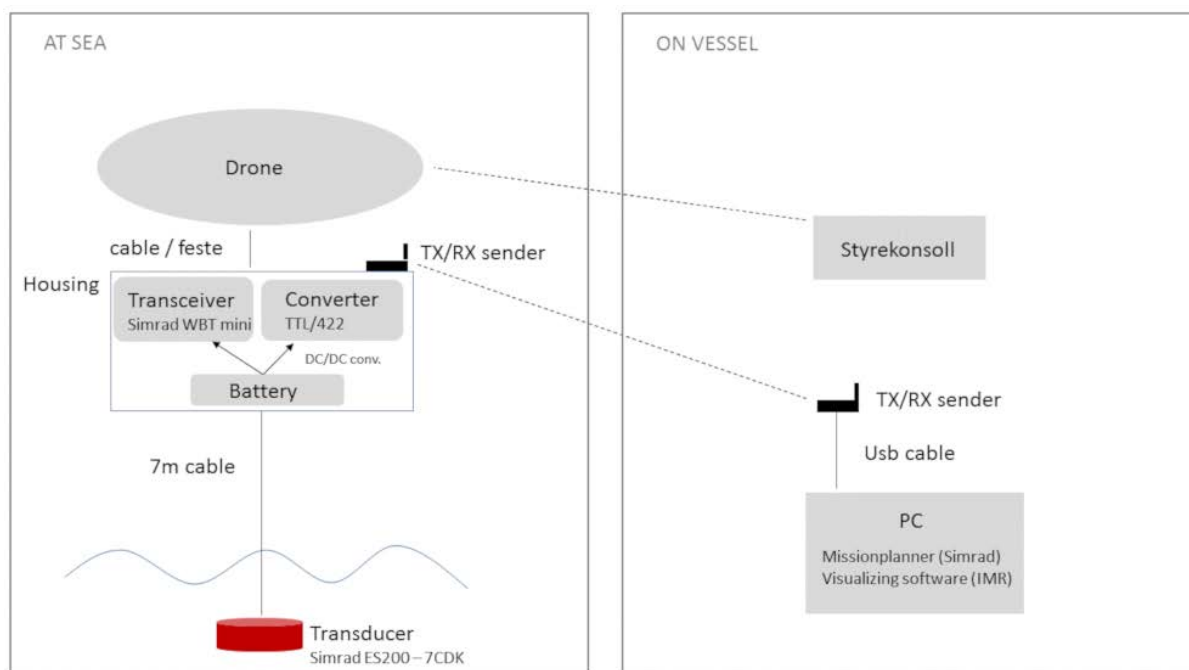 AT SEA
Drone
cable / feste
TX/RX sender
Housing
Transceiver
Simrad WBT mini
Converter
TTL/422
DC/DC conv.
Battery
7m cable
Transducer
Simrad ES200 – 7CDK
ON VESSEL
Styrekonsoll
TX/RX sender
Usb cable
PC
Missionplanner (Simrad)
Visualizing software (IMR)